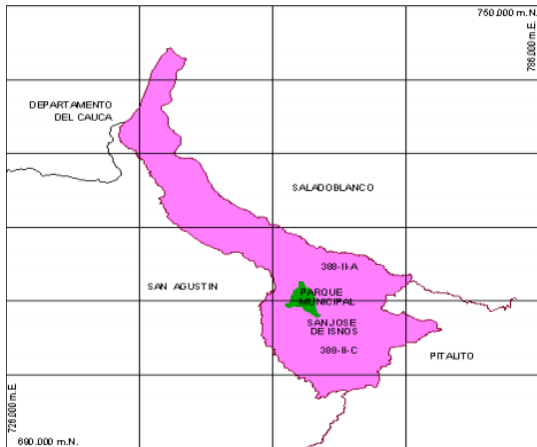 750.000 m.N.
786.000 m.E.
DEPARTAMENTO
DEL CAUCA
SALADOBLANCO
388-II-A
SAN AGUSTIN
PARQUE
MUNICIPAL
SAN JOSE
DE ISNOS
388-II-C
PITALITO
726.000 m.E.
690.000 m.N.